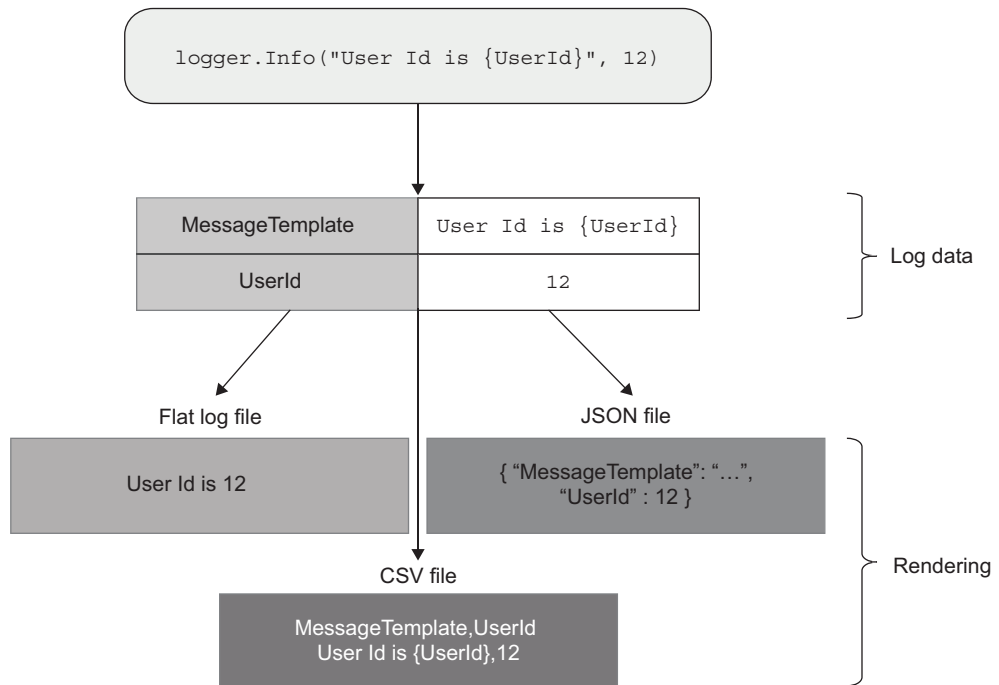 logger.Info("User Id is {UserId}", 12)
MessageTemplate
User Id is {UserId}
UserId
12
Log data
Flat log file
User Id is 12
JSON file
{ “MessageTemplate”: “…”,
“UserId” : 12 }
Rendering
CSV file
MessageTemplate,UserId
User Id is {UserId},12